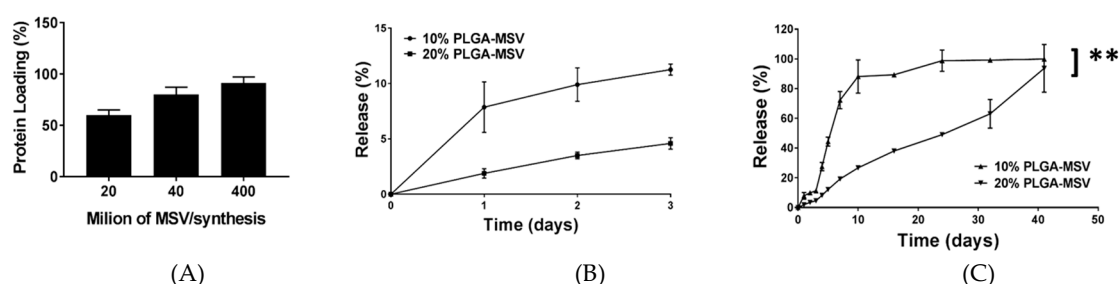 150
100
50
0
Protein Loading (%)
20 40 400
Milion of MSV/synthesis
(A)
15
10
5
0
Release (%)
10% PLGA-MSV
20% PLGA-MSV
0 1 2 3
Time (days)
(B)
120
100
80
60
40
20
0
Release (%)
**
10% PLGA-MSV
20% PLGA-MSV
0 10 20 30 40 50
Time (days)
(C)